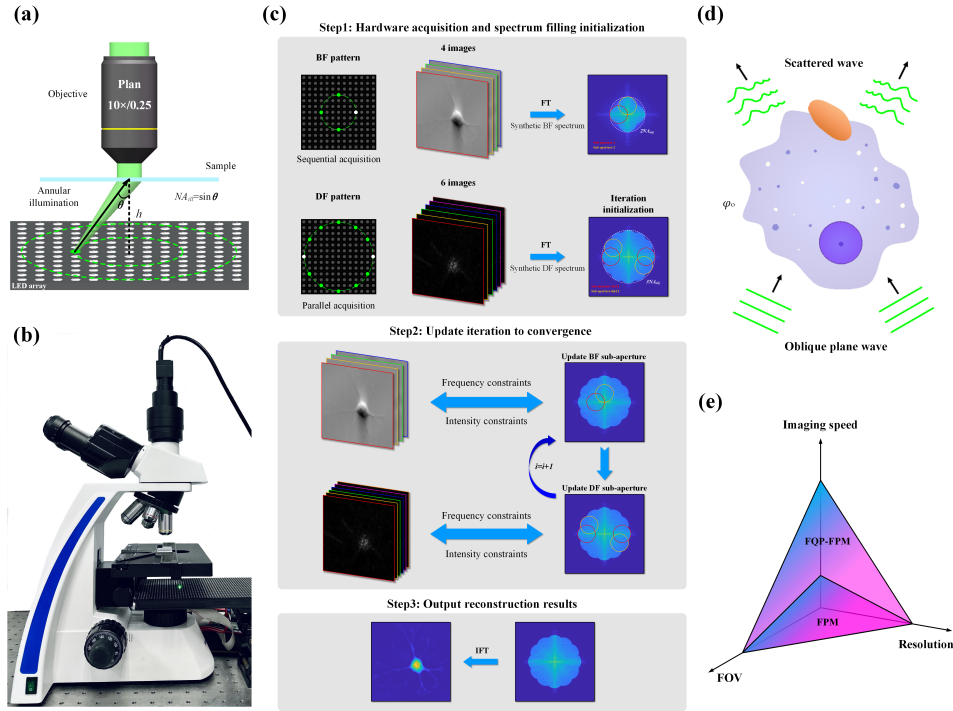 (a)
Objective
Plan
10×/0.25
Sample
Annular
illumination
NAill=sinθ
θ
h
LED array
(b)
(c)
Step1: Hardware acquisition and spectrum filling initialization
BF pattern
4 images
Sequential acquisition
FT
Synthetic BF spectrum
2NAobj
DF pattern
6 images
Iteration
initialization
Parallel acquisition
FT
Synthetic DF spectrum
3NAobj
Step2: Update iteration to convergence
Update BF sub-aperture
Frequency constraints
Intensity constraints
i=i+1
Update DF sub-aperture
Frequency constraints
Intensity constraints
Step3: Output reconstruction results
IFT
(d)
Scattered wave
φo
Oblique plane wave
(e)
Imaging speed
FQP-FPM
FPM
Resolution
FOV